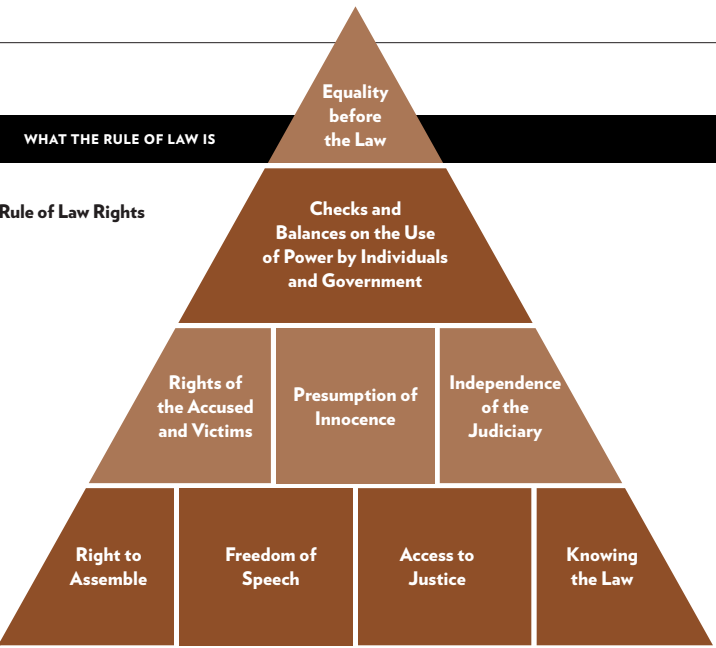 Equality
before
the Law
WHAT THE RULE OF LAW IS
Rule of Law Rights
Checks and
Balances on the Use
of Power by Individuals
and Government
Rights of
the Accused
and Victims
Presumption of
Innocence
Independence
of the
Judiciary
Right to
Assemble
Freedom of
Speech
Access to
Justice
Knowing
the Law